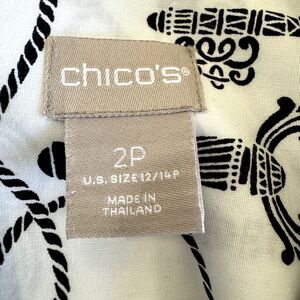 chico's®
2P
U.S. SIZE 12/14P
MADE IN
THAILAND